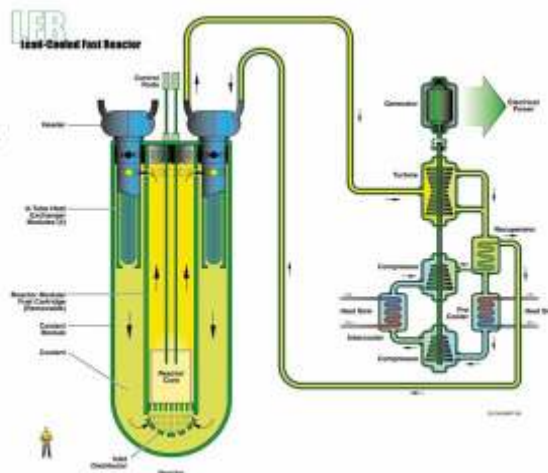 LFR
Lead-Cooled Fast Reactor
Control
Rods
Header
U-Tube Heat
Exchanger
Modules (4)
Reactor Module/
Fuel Cartridge
(Removable)
Coolant
Module
Coolant
Reactor
Core
Inlet
Distributor
Reactor
Generator
Electrical
Power
Turbine
Recuperator
Compressor
Heat Sink
Intercooler
Pre
Cooler
Heat Sink
Compressor